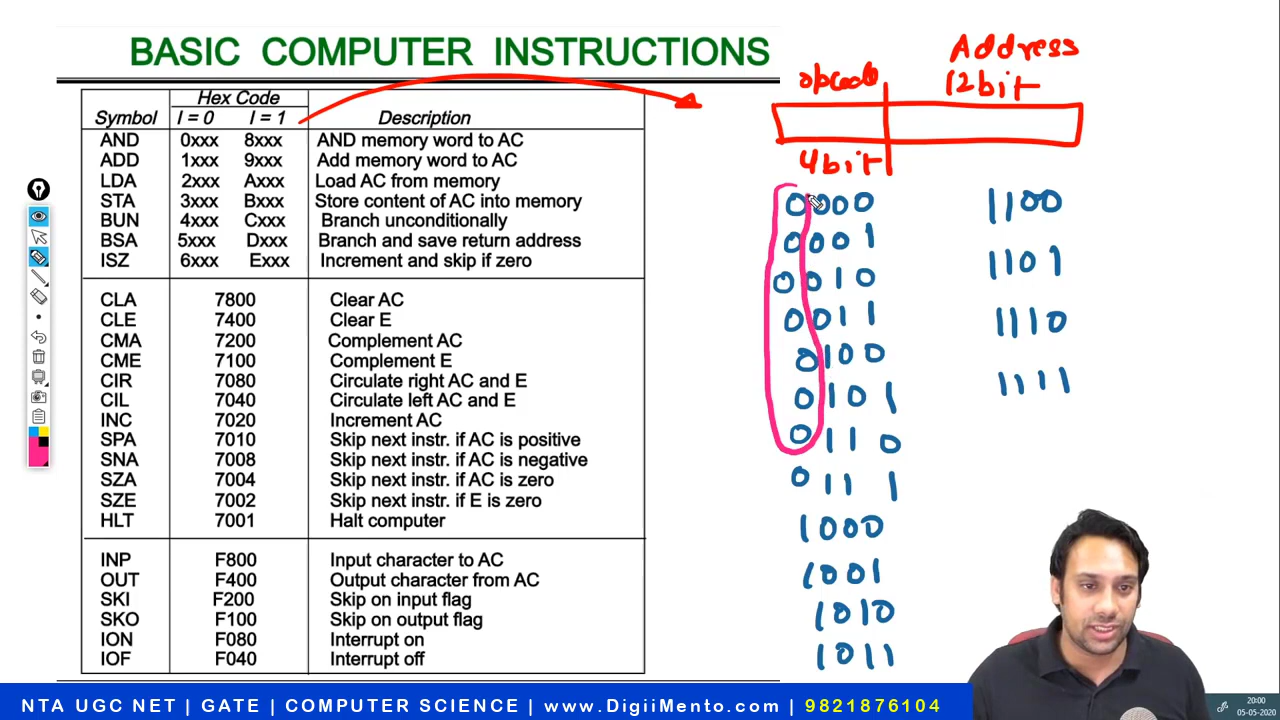 BASIC COMPUTER INSTRUCTIONS
Hex Code
Symbol I = 0 I = 1 Description
AND 0xxx 8xxx AND memory word to AC
ADD 1xxx 9xxx Add memory word to AC
LDA 2xxx Axxx Load AC from memory
STA 3xxx Bxxx Store content of AC into memory
BUN 4xxx Cxxx Branch unconditionally
BSA 5xxx Dxxx Branch and save return address
ISZ 6xxx Exxx Increment and skip if zero
CLA 7800 Clear AC
CLE 7400 Clear E
CMA 7200 Complement AC
CME 7100 Complement E
CIR 7080 Circulate right AC and E
CIL 7040 Circulate left AC and E
INC 7020 Increment AC
SPA 7010 Skip next instr. if AC is positive
SNA 7008 Skip next instr. if AC is negative
SZA 7004 Skip next instr. if AC is zero
SZE 7002 Skip next instr. if E is zero
HLT 7001 Halt computer
INP F800 Input character to AC
OUT F400 Output character from AC
SKI F200 Skip on input flag
SKO F100 Skip on output flag
ION F080 Interrupt on
IOF F040 Interrupt off
opcode Address
12bit
4bit
0000 1100
0001 1101
0010 1110
0011 1111
0100
0101
0110
0111
1000
1001
1010
1011
NTA UGC NET | GATE | COMPUTER SCIENCE | www.DigiiMento.com | 9821876104
20:00
05-05-2020